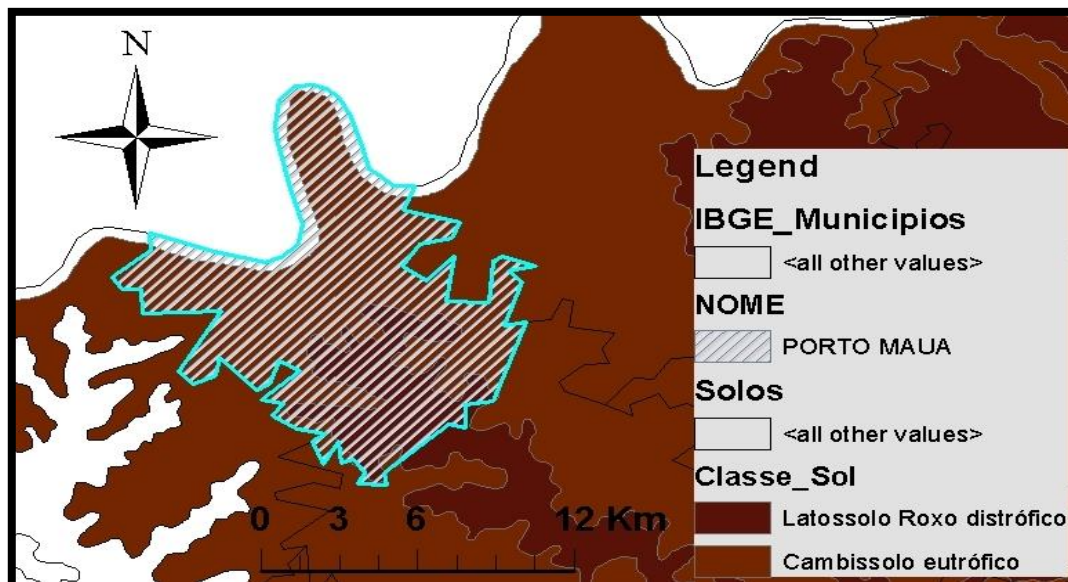 N
Legend
IBGE_Municipios
<all other values>
NOME
PORTO MAUA
Solos
<all other values>
Classe_Sol
Latossolo Roxo distrófico
Cambissolo eutrófico
0 3 6 12 Km